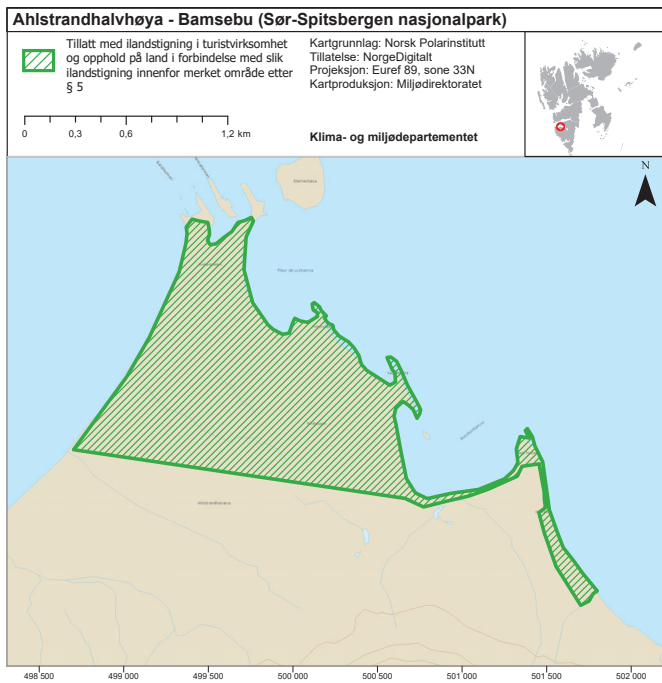 Ahlstrandhalvhøya - Bamsebu (Sør-Spitsbergen nasjonalpark)
Tillatt med ilandstigning i turistvirksomhet
og opphold på land i forbindelse med slik
ilandstigning innenfor merket område etter
§ 5
0 0,3 0,6 1,2 km
Kartgrunnlag: Norsk Polarinstitutt
Tillatelse: NorgeDigitalt
Projeksjon: Euref 89, sone 33N
Kartproduksjon: Miljødirektoratet
Klima- og miljødepartementet
N
498 500 499 000 499 500 500 000 500 500 501 000 501 500 502 000